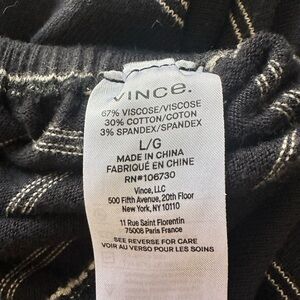 VINCE.
67% VISCOSE/VISCOSE
30% COTTON/COTTON
3% SPANDEX/SPANDEX
L/G
MADE IN CHINA
FABRIQUÉ EN CHINE
RN#106730
Vince, LLC
500 Fifth Avenue, 20th Floor
New York, NY 10110
11 Rue Saint Florentin
75008 Paris France
SEE REVERSE FOR CARE
VOIR AU VERSO POUR LES SOINS